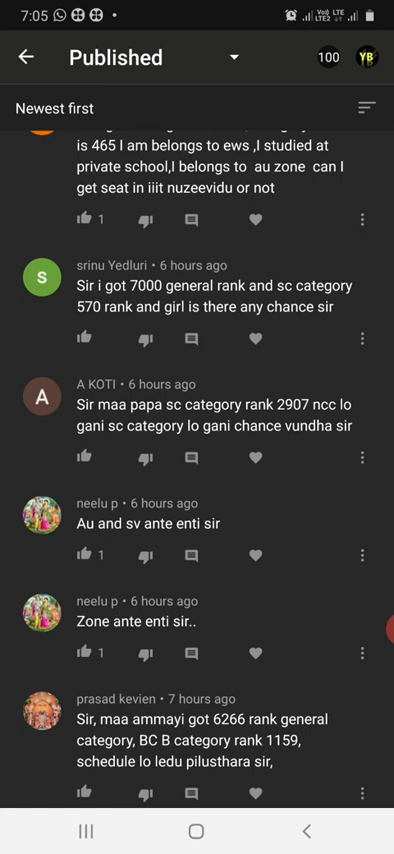 7:05
Voi) LTE
LTE2
Published
100
YB
Newest first
is 465 I am belongs to ews ,I studied at
private school,I belongs to au zone can I
get seat in iiit nuzeevidu or not
1
S
srinu Yedluri • 6 hours ago
Sir i got 7000 general rank and sc category
570 rank and girl is there any chance sir
A
A KOTI • 6 hours ago
Sir maa papa sc category rank 2907 ncc lo
gani sc category lo gani chance vundha sir
neelu p • 6 hours ago
Au and sv ante enti sir
1
neelu p • 6 hours ago
Zone ante enti sir..
1
prasad kevien • 7 hours ago
Sir, maa ammayi got 6266 rank general
category, BC B category rank 1159,
schedule lo ledu pilusthara sir,